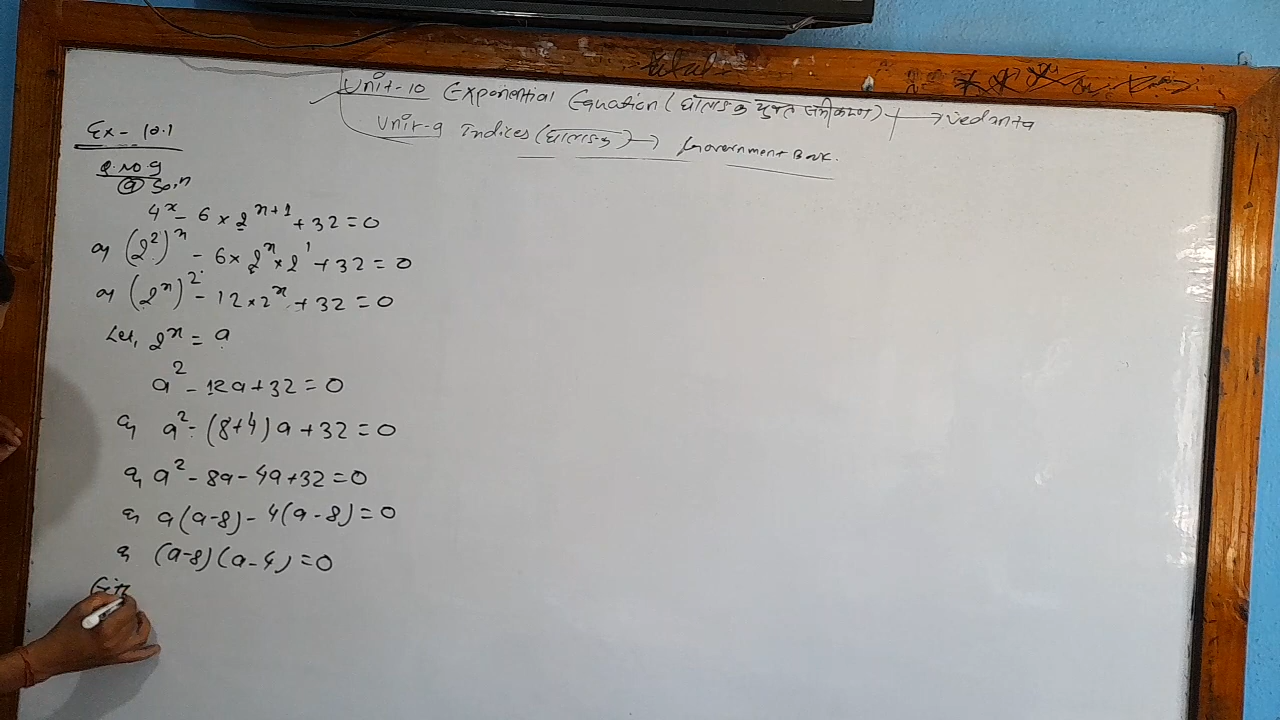 Unit-10 Exponential Equation (घाताङ्क युक्त समीकरण) → vedanta
Unit-9 Indices (घाताङ्क) → Government Book.
Ex- 10.1
Q.NO 9
(a) Soln
4^x - 6 × 2^(x+1) + 32 = 0
or (2^2)^x - 6 × 2^x × 2^1 + 32 = 0
or (2^x)^2 - 12 × 2^x + 32 = 0
Let, 2^x = a
a^2 - 12a + 32 = 0
or a^2 - (8+4) a + 32 = 0
or a^2 - 8a - 4a + 32 = 0
or a(a-8) - 4(a-8) = 0
or (a-8)(a-4) = 0
Eith